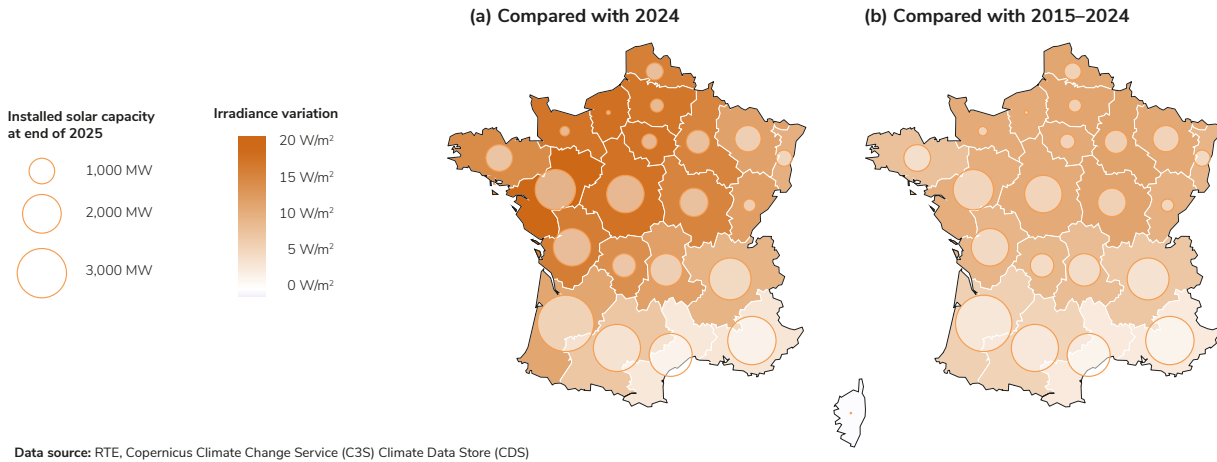 (a) Compared with 2024
(b) Compared with 2015–2024
Installed solar capacity
at end of 2025
1,000 MW
2,000 MW
3,000 MW
Irradiance variation
20 W/m²
15 W/m²
10 W/m²
5 W/m²
0 W/m²
Data source: RTE, Copernicus Climate Change Service (C3S) Climate Data Store (CDS)